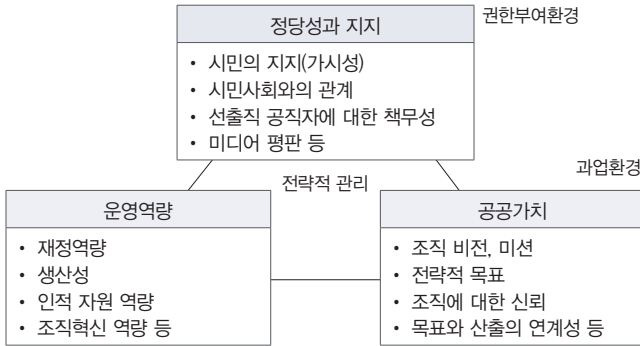 정당성과 지지
권한부여환경
• 시민의 지지(가시성)
• 시민사회와의 관계
• 선출직 공직자에 대한 책무성
• 미디어 평판 등
과업환경
전략적 관리
운영역량
• 재정역량
• 생산성
• 인적 자원 역량
• 조직혁신 역량 등
공공가치
• 조직 비전, 미션
• 전략적 목표
• 조직에 대한 신뢰
• 목표와 산출의 연계성 등